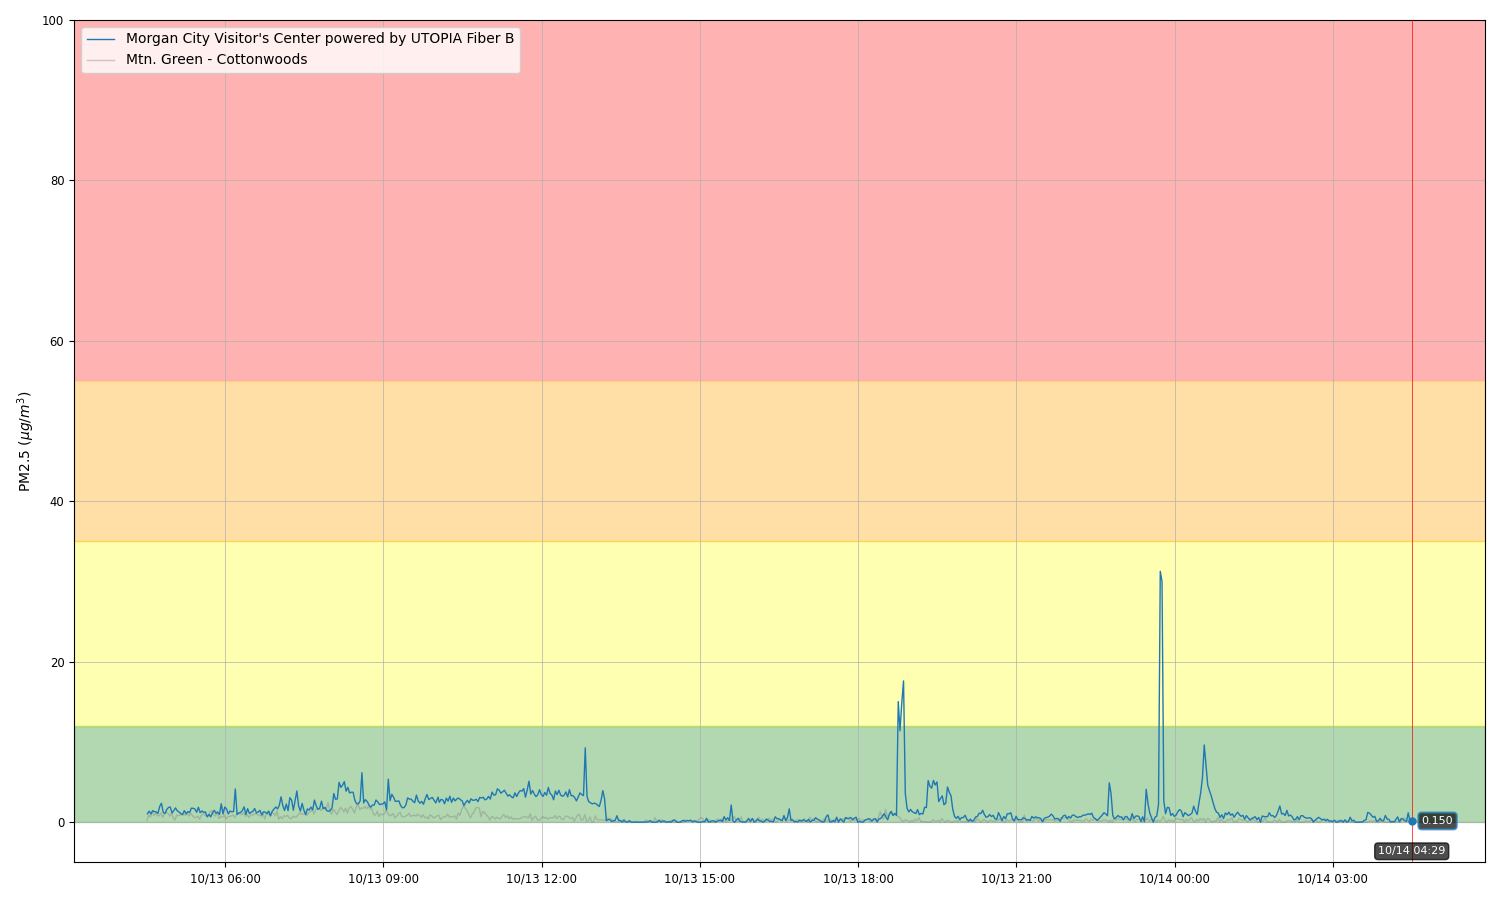 100
Morgan City Visitor's Center powered by UTOPIA Fiber B
Mtn. Green - Cottonwoods
80
60
PM2.5 (µg/m³)
40
20
0
0.150
10/14 04:29
10/13 06:00 10/13 09:00 10/13 12:00 10/13 15:00 10/13 18:00 10/13 21:00 10/14 00:00 10/14 03:00